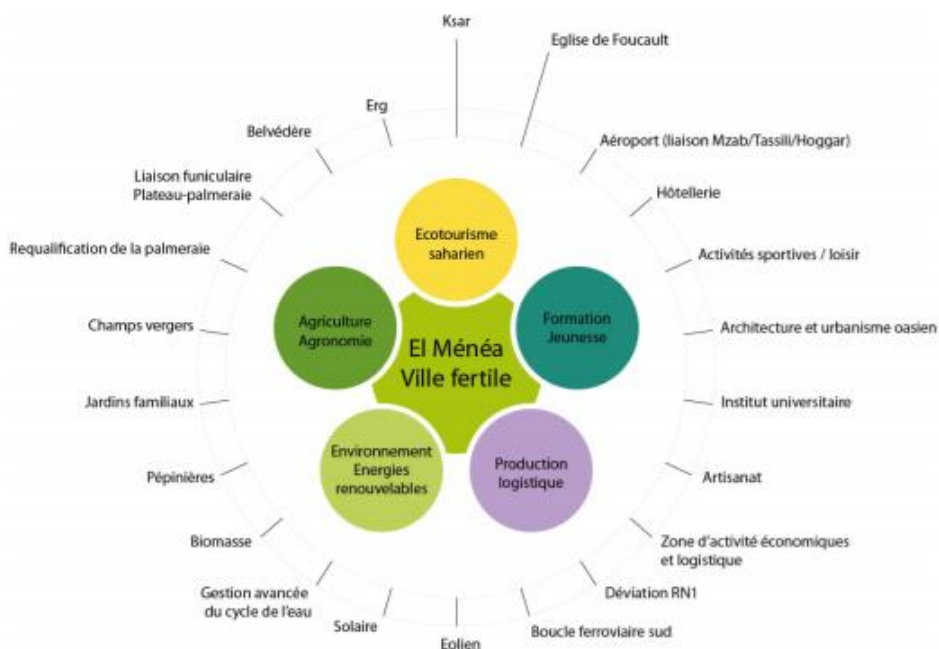 Ksar
Eglise de Foucault
Erg
Aéroport (liaison Mzab/Tassili/Hoggar)
Belvédère
Hôtellerie
Liaison funiculaire
Plateau-palmeraie
Requalification de la palmeraie
Activités sportives / loisir
Champs vergers
Architecture et urbanisme oasien
Jardins familiaux
Institut universitaire
Pépinières
Artisanat
Biomasse
Zone d'activité économiques
et logistique
Gestion avancée
du cycle de l'eau
Déviation RN1
Solaire
Boucle ferroviaire sud
Eolien
Ecotourisme
saharien
Agriculture
Agronomie
Formation
Jeunesse
El Ménéa
Ville fertile
Environnement
Energies
renouvelables
Production
logistique